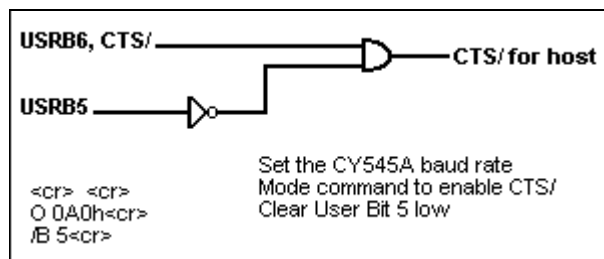 USRB6, CTS/
CTS/ for host
USRB5
<cr> <cr>
O 0A0h<cr>
/B 5<cr>
Set the CY545A baud rate
Mode command to enable CTS/
Clear User Bit 5 low